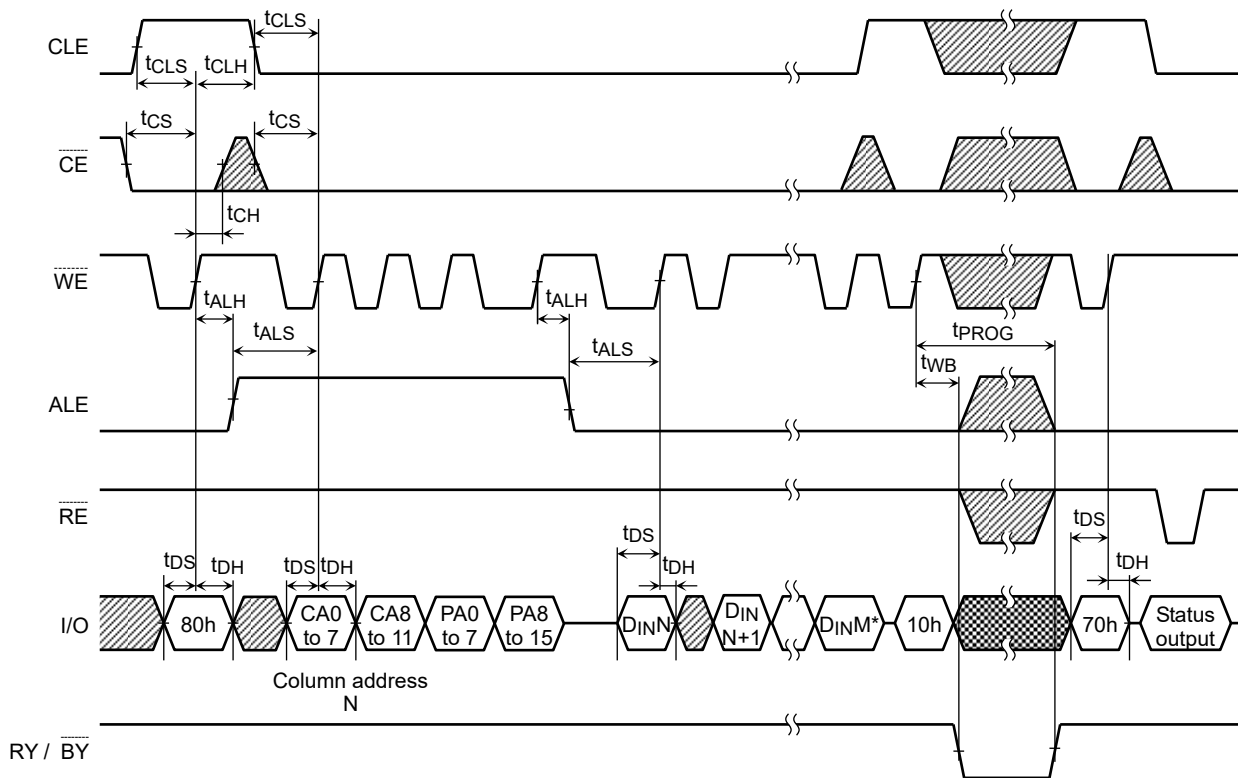 CLE
tCLS
tCLS
tCLH
CE
tCS
tCS
tCH
WE
tALH
tALS
tALH
tALS
tPROG
tWB
ALE
RE
tDS
tDH
tDS
tDH
tDS
tDH
tDS
tDH
I/O
80h
CA0
to 7
CA8
to 11
PA0
to 7
PA8
to 15
DINN
DIN
N+1
DINM*
10h
70h
Status
output
Column address
N
RY / BY